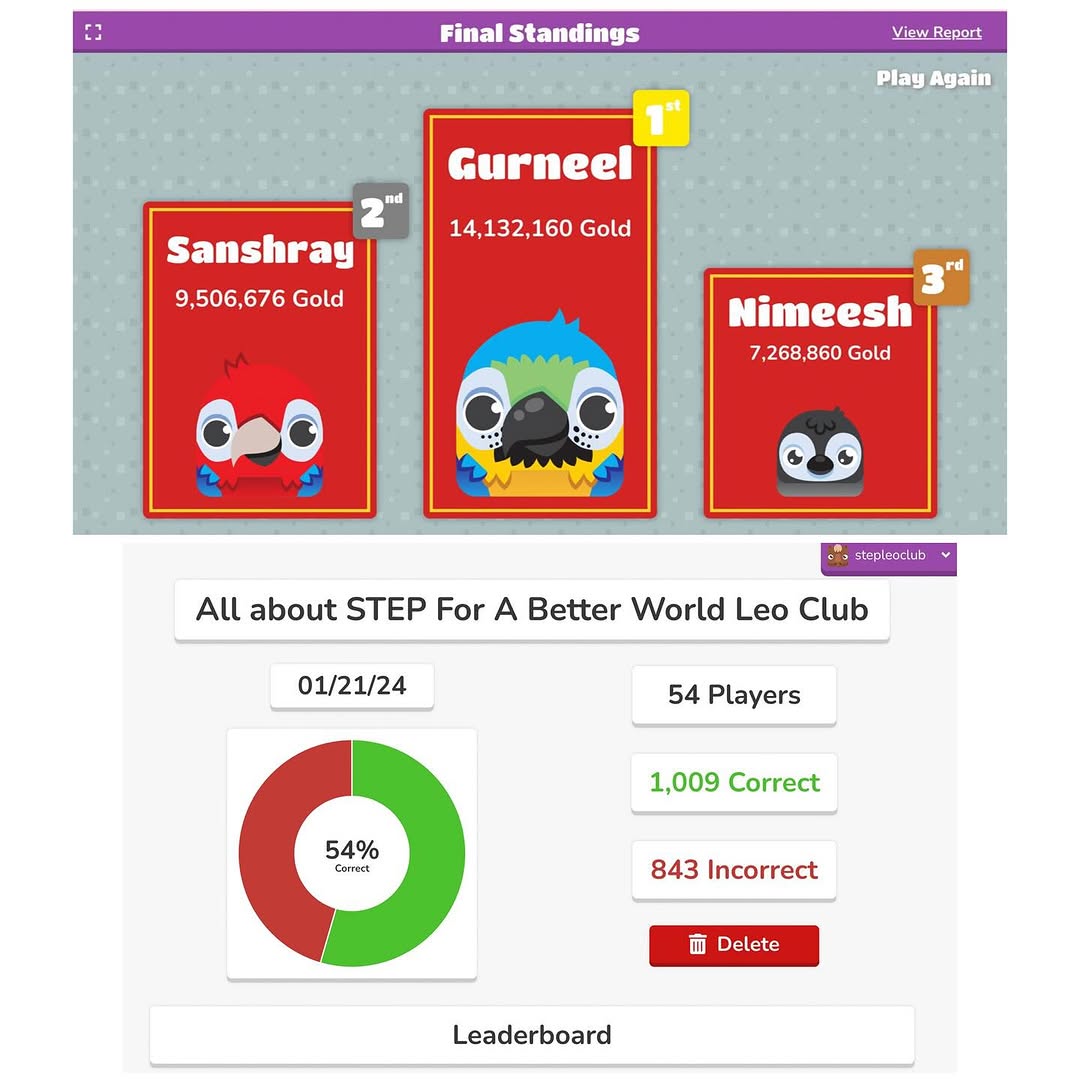 Final Standings
View Report
Play Again
1st
Gurneel
14,132,160 Gold
2nd
Sanshray
9,506,676 Gold
3rd
Nimeesh
7,268,860 Gold
stepleoclub
All about STEP For A Better World Leo Club
01/21/24
54 Players
54%
Correct
1,009 Correct
843 Incorrect
Delete
Leaderboard